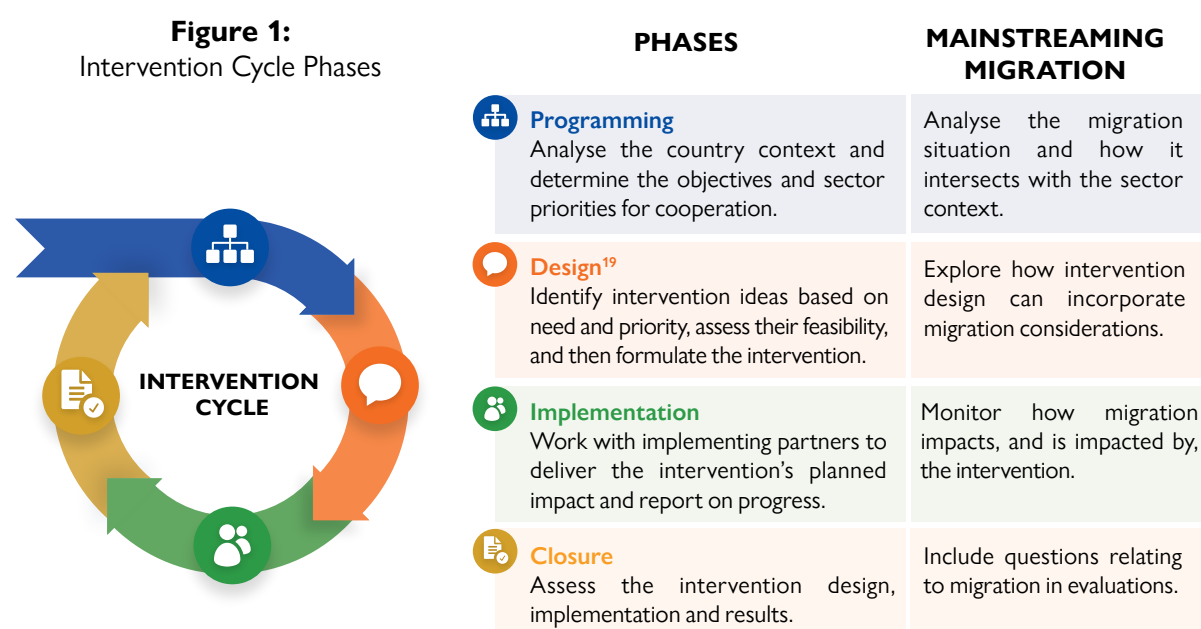 Figure 1:
Intervention Cycle Phases
INTERVENTION
CYCLE
PHASES
MAINSTREAMING
MIGRATION
Programming
Analyse the country context and
determine the objectives and sector
priorities for cooperation.
Analyse the migration
situation and how it
intersects with the sector
context.
Design¹⁹
Identify intervention ideas based on
need and priority, assess their feasibility,
and then formulate the intervention.
Explore how intervention
design can incorporate
migration considerations.
Implementation
Work with implementing partners to
deliver the intervention’s planned
impact and report on progress.
Monitor how migration
impacts, and is impacted by,
the intervention.
Closure
Assess the intervention design,
implementation and results.
Include questions relating
to migration in evaluations.